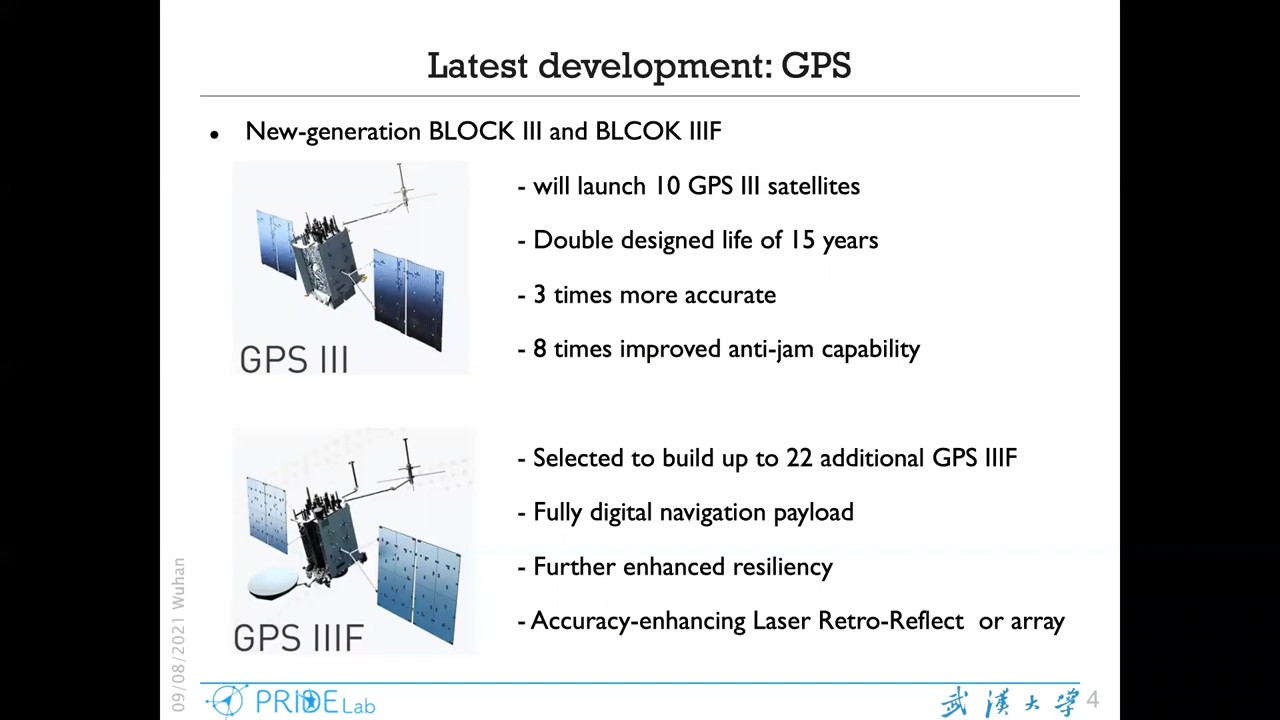 Latest development: GPS
• New-generation BLOCK III and BLCOK IIIF
- will launch 10 GPS III satellites
- Double designed life of 15 years
- 3 times more accurate
- 8 times improved anti-jam capability
GPS III
- Selected to build up to 22 additional GPS IIIF
- Fully digital navigation payload
- Further enhanced resiliency
- Accuracy-enhancing Laser Retro-Reflect or array
GPS IIIF
09/08/2021 Wuhan
PRIDE Lab
武漢大学 4